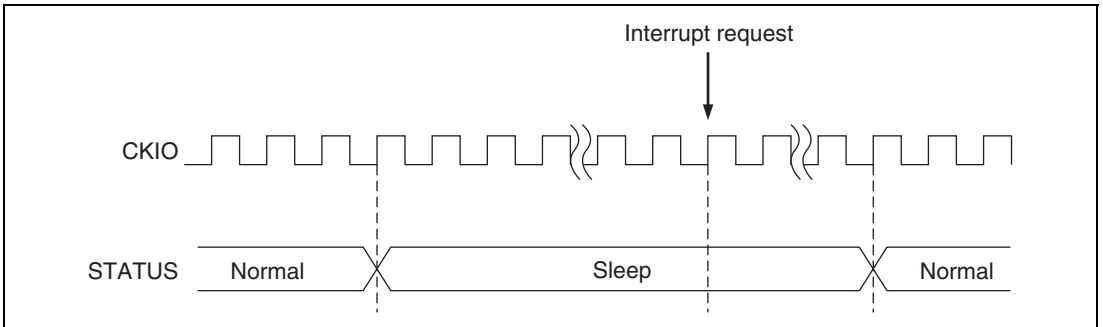 Interrupt request
CKIO
STATUS
Normal
Sleep
Normal